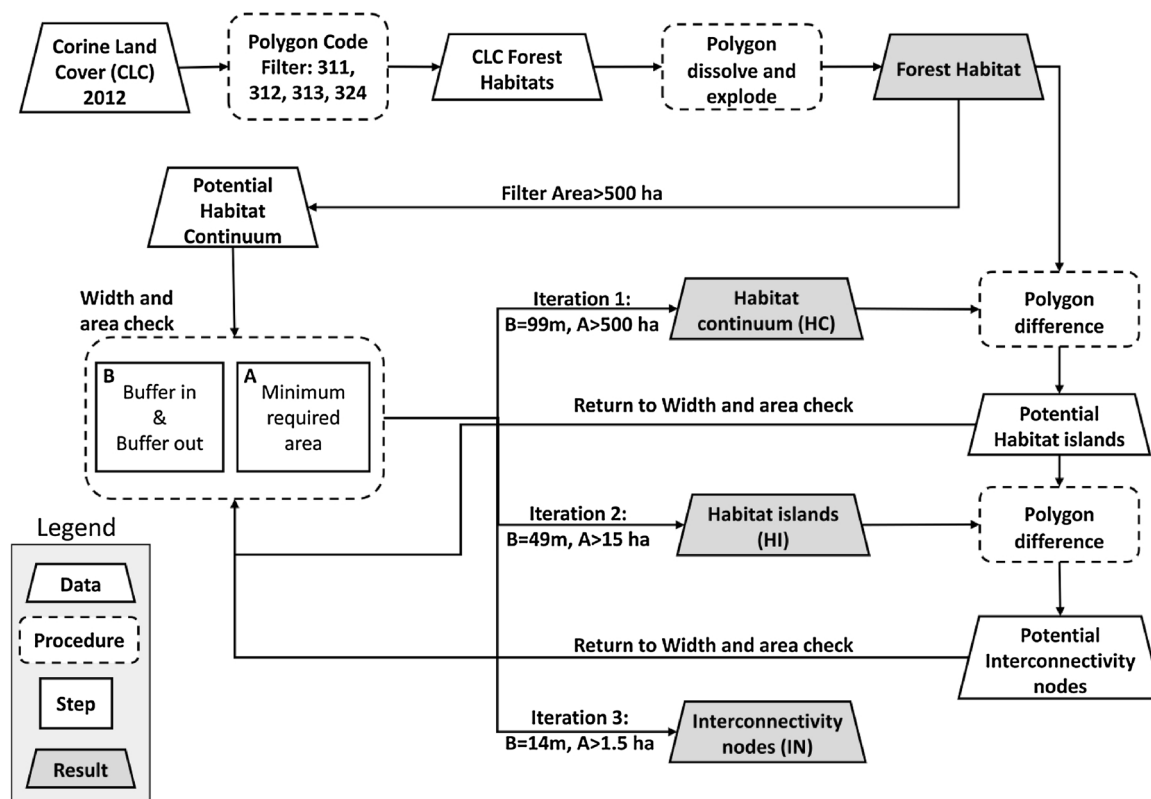 Corine Land
Cover (CLC)
2012
Polygon Code
Filter: 311,
312, 313, 324
CLC Forest
Habitats
Polygon
dissolve and
explode
Forest Habitat
Filter Area>500 ha
Potential
Habitat
Continuum
Width and
area check
B
Buffer in
&
Buffer out
A
Minimum
required
area
Iteration 1:
B=99m, A>500 ha
Habitat
continuum (HC)
Polygon
difference
Return to Width and area check
Potential
Habitat islands
Iteration 2:
B=49m, A>15 ha
Habitat islands
(HI)
Polygon
difference
Return to Width and area check
Potential
Interconnectivity
nodes
Iteration 3:
B=14m, A>1.5 ha
Interconnectivity
nodes (IN)
Legend
Data
Procedure
Step
Result